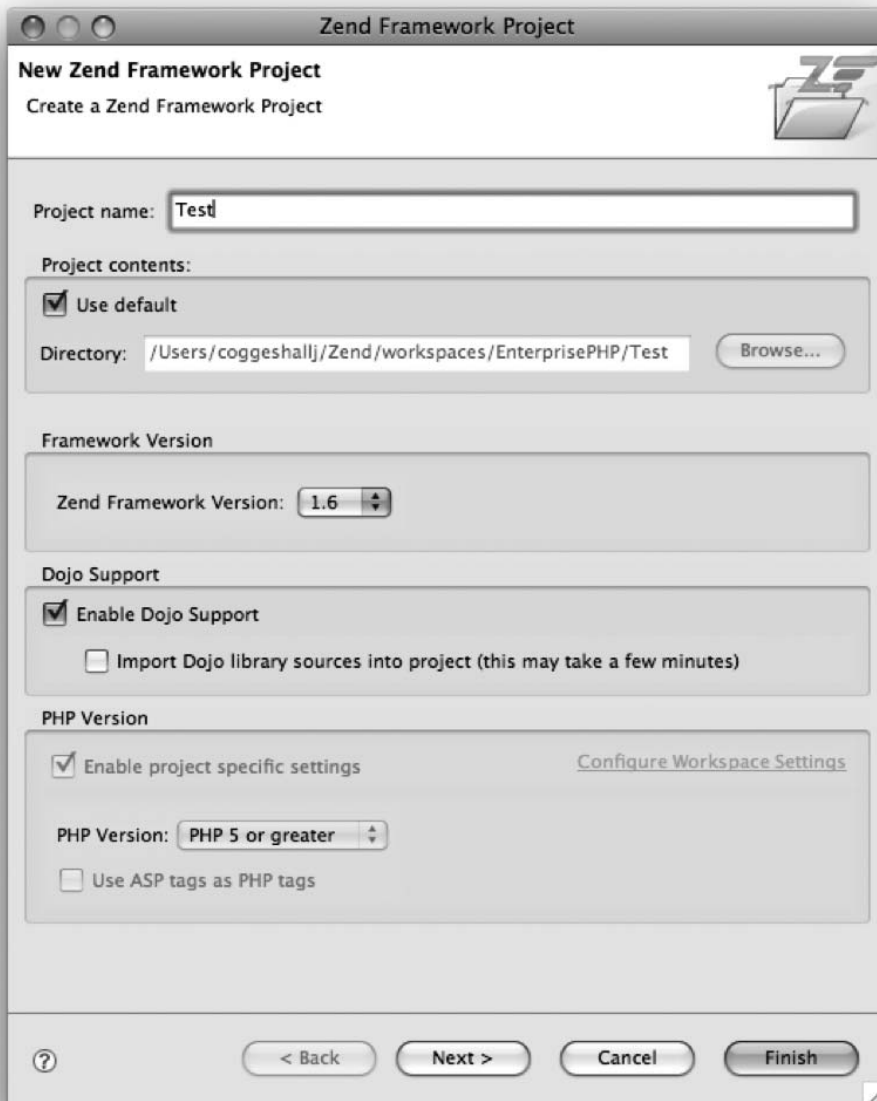 Zend Framework Project
New Zend Framework Project
Create a Zend Framework Project
Project name: Test
Project contents:
Use default
Directory: /Users/coggeshallj/Zend/workspaces/EnterprisePHP/Test Browse...
Framework Version
Zend Framework Version: 1.6
Dojo Support
Enable Dojo Support
Import Dojo library sources into project (this may take a few minutes)
PHP Version
Enable project specific settings Configure Workspace Settings
PHP Version: PHP 5 or greater
Use ASP tags as PHP tags
? < Back Next > Cancel Finish